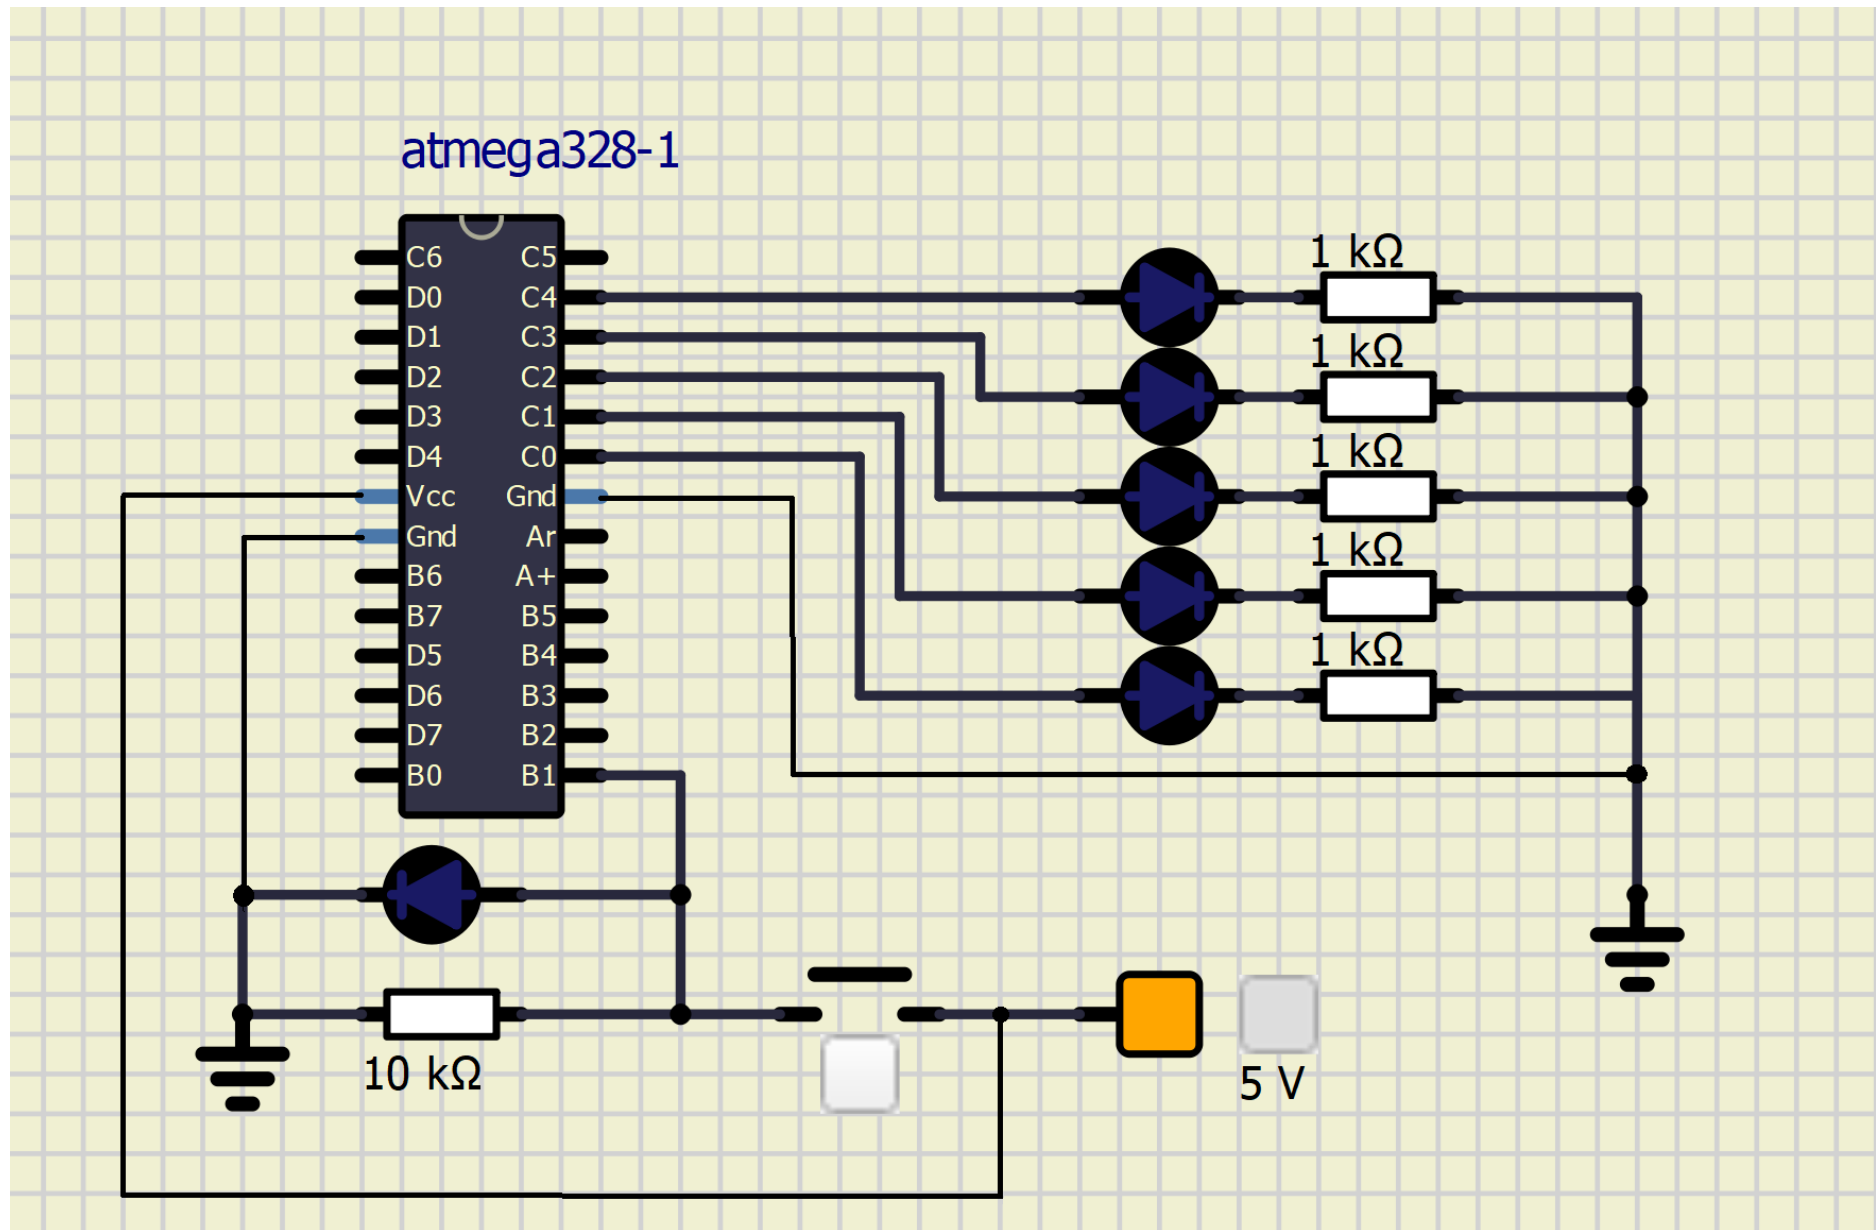 atmega328-1
C6 C5
D0 C4
D1 C3
D2 C2
D3 C1
D4 C0
Vcc Gnd
Gnd Ar
B6 A+
B7 B5
D5 B4
D6 B3
D7 B2
B0 B1
1 kΩ
1 kΩ
1 kΩ
1 kΩ
1 kΩ
10 kΩ
5 V